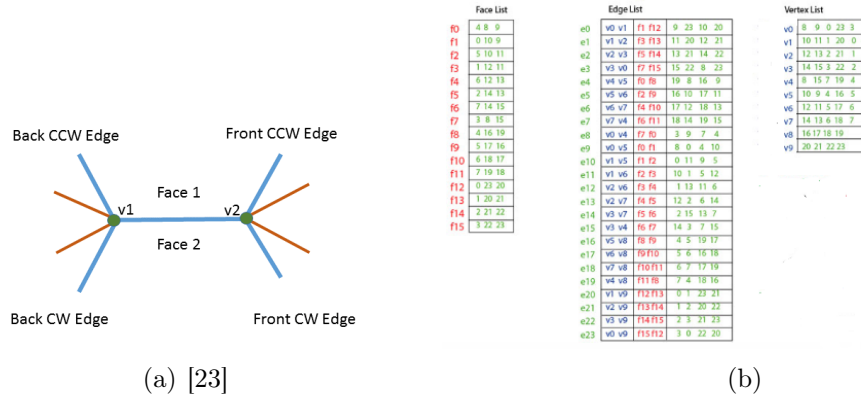 Back CCW Edge
Front CCW Edge
Face 1
v1
v2
Face 2
Back CW Edge
Front CW Edge
(a) [23]
Face List
f0 4 8 9
f1 0 10 9
f2 5 10 11
f3 1 12 11
f4 6 12 13
f5 2 14 13
f6 7 14 15
f7 3 8 15
f8 4 16 19
f9 5 17 16
f10 6 18 17
f11 7 19 18
f12 0 23 20
f13 1 20 21
f14 2 21 22
f15 3 22 23
Edge List
e0 v0 v1 f1 f12 9 23 10 20
e1 v1 v2 f3 f13 11 20 12 21
e2 v2 v3 f5 f14 13 21 14 22
e3 v3 v0 f7 f15 15 22 8 23
e4 v4 v5 f0 f8 19 8 16 9
e5 v5 v6 f2 f9 16 10 17 11
e6 v6 v7 f4 f10 17 12 18 13
e7 v7 v4 f6 f11 18 14 19 15
e8 v0 v4 f7 f0 3 9 7 4
e9 v0 v5 f0 f1 8 0 4 10
e10 v1 v5 f1 f2 0 11 9 5
e11 v1 v6 f2 f3 10 1 5 12
e12 v2 v6 f3 f4 1 13 11 6
e13 v2 v7 f4 f5 12 2 6 14
e14 v3 v7 f5 f6 2 15 13 7
e15 v3 v4 f6 f7 14 3 7 15
e16 v5 v8 f8 f9 4 5 19 17
e17 v6 v8 f9 f10 5 6 16 18
e18 v7 v8 f10 f11 6 7 17 19
e19 v4 v8 f11 f8 7 4 18 16
e20 v1 v9 f12 f13 0 1 23 21
e21 v2 v9 f13 f14 1 2 20 22
e22 v3 v9 f14 f15 2 3 21 23
e23 v0 v9 f15 f12 3 0 22 20
Vertex List
v0 8 9 0 23 3
v1 10 11 1 20 0
v2 12 13 2 21 1
v3 14 15 3 22 2
v4 8 15 7 19 4
v5 10 9 4 16 5
v6 12 11 5 17 6
v7 14 13 6 18 7
v8 16 17 18 19
v9 20 21 22 23
(b)